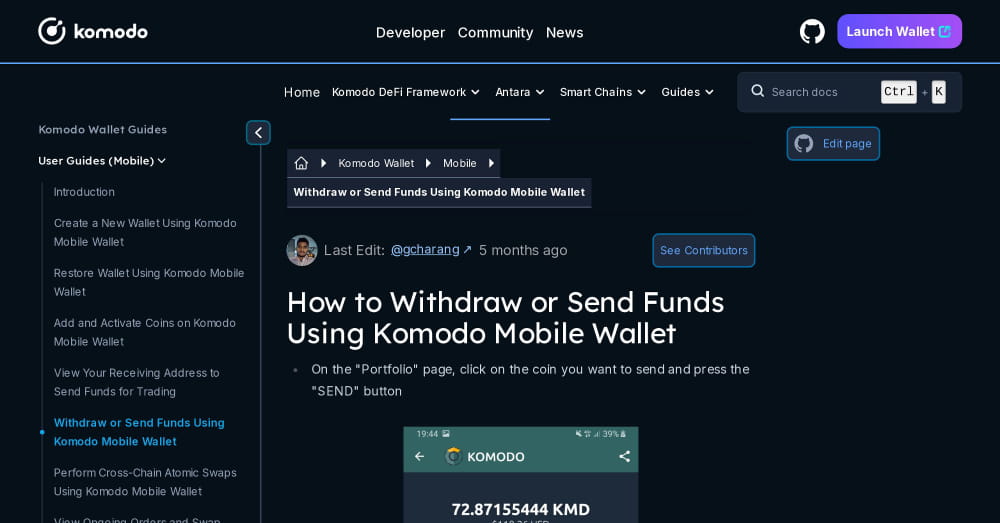 komodo
Developer Community News
Launch Wallet
Home Komodo DeFi Framework Antara Smart Chains Guides
Search docs Ctrl + K
Komodo Wallet Guides
User Guides (Mobile)
Introduction
Create a New Wallet Using Komodo
Mobile Wallet
Restore Wallet Using Komodo Mobile
Wallet
Add and Activate Coins on Komodo
Mobile Wallet
View Your Receiving Address to
Send Funds for Trading
Withdraw or Send Funds Using
Komodo Mobile Wallet
Perform Cross-Chain Atomic Swaps
Using Komodo Mobile Wallet
View Ongoing Orders and Swap
Edit page
Komodo Wallet Mobile
Withdraw or Send Funds Using Komodo Mobile Wallet
Last Edit: @gcharang ↗ 5 months ago
See Contributors
How to Withdraw or Send Funds
Using Komodo Mobile Wallet
• On the "Portfolio" page, click on the coin you want to send and press the
"SEND" button
19:44 39%
KOMODO
72.87155444 KMD